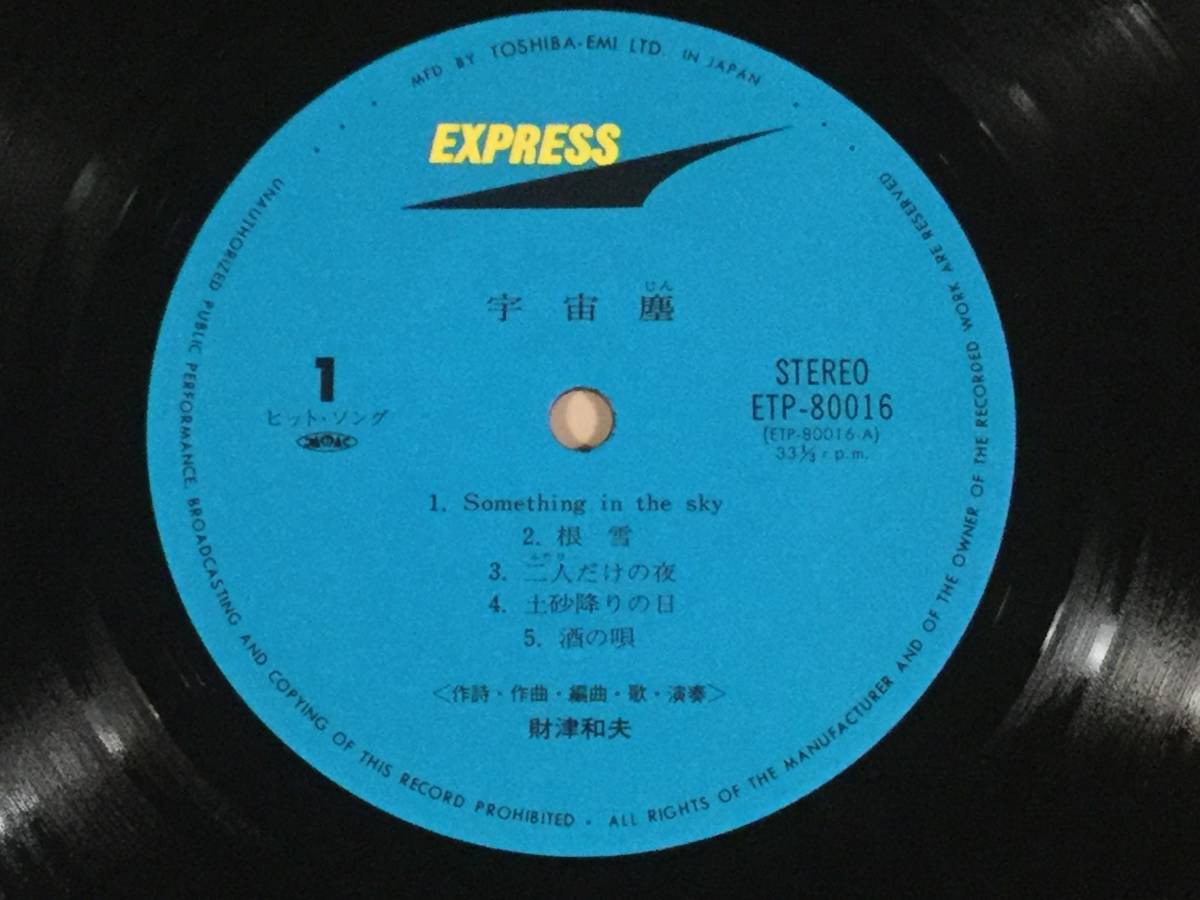 MFD BY TOSHIBA-EMI LTD. IN JAPAN
EXPRESS
じん
宇宙塵
1
ヒット・ソング
STEREO
ETP-80016
(ETP-80016-A)
33⅓ r.p.m.
1. Something in the sky
2. 根雪
ふたり
3. 二人だけの夜
4. 土砂降りの日
5. 酒の唄
〈作詩・作曲・編曲・歌・演奏〉
財津和夫
UNAUTHORIZED PUBLIC PERFORMANCE, BROADCASTING AND COPYING OF THIS RECORD PROHIBITED · ALL RIGHTS OF THE MANUFACTURER AND OF THE OWNER OF THE RECORDED WORK ARE RESERVED